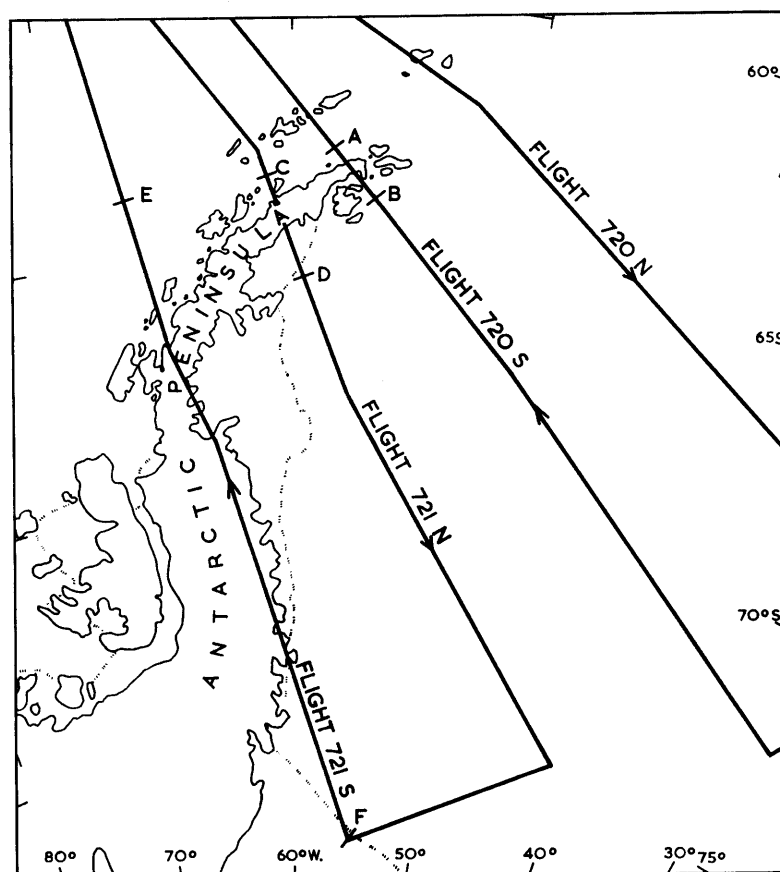 60°
A
FLIGHT 720 N
C
E
B
FLIGHT 720 S
D
65S
ANTARCTIC PENINSULA
FLIGHT 721 N
70°S
FLIGHT 721 S
F
80°
70°
60°W.
50°
40°
30°
75°